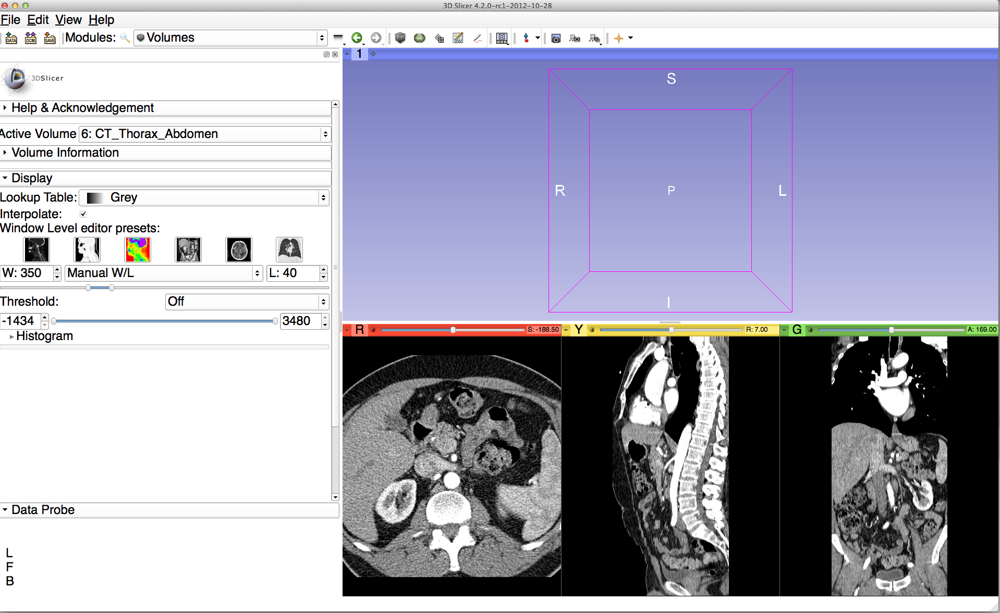 3D Slicer 4.2.0-rc1-2012-10-28
File Edit View Help
DATA DCM SAVE Modules: Volumes
1
3DSlicer
Help & Acknowledgement
Active Volume 6: CT_Thorax_Abdomen
Volume Information
Display
Lookup Table: Grey
Interpolate:
Window Level editor presets:
W: 350 Manual W/L L: 40
Threshold: Off
-1434 3480
Histogram
Data Probe
L
F
B
S
R P L
I
R S: -188.50
Y R: 7.00
G A: 169.00